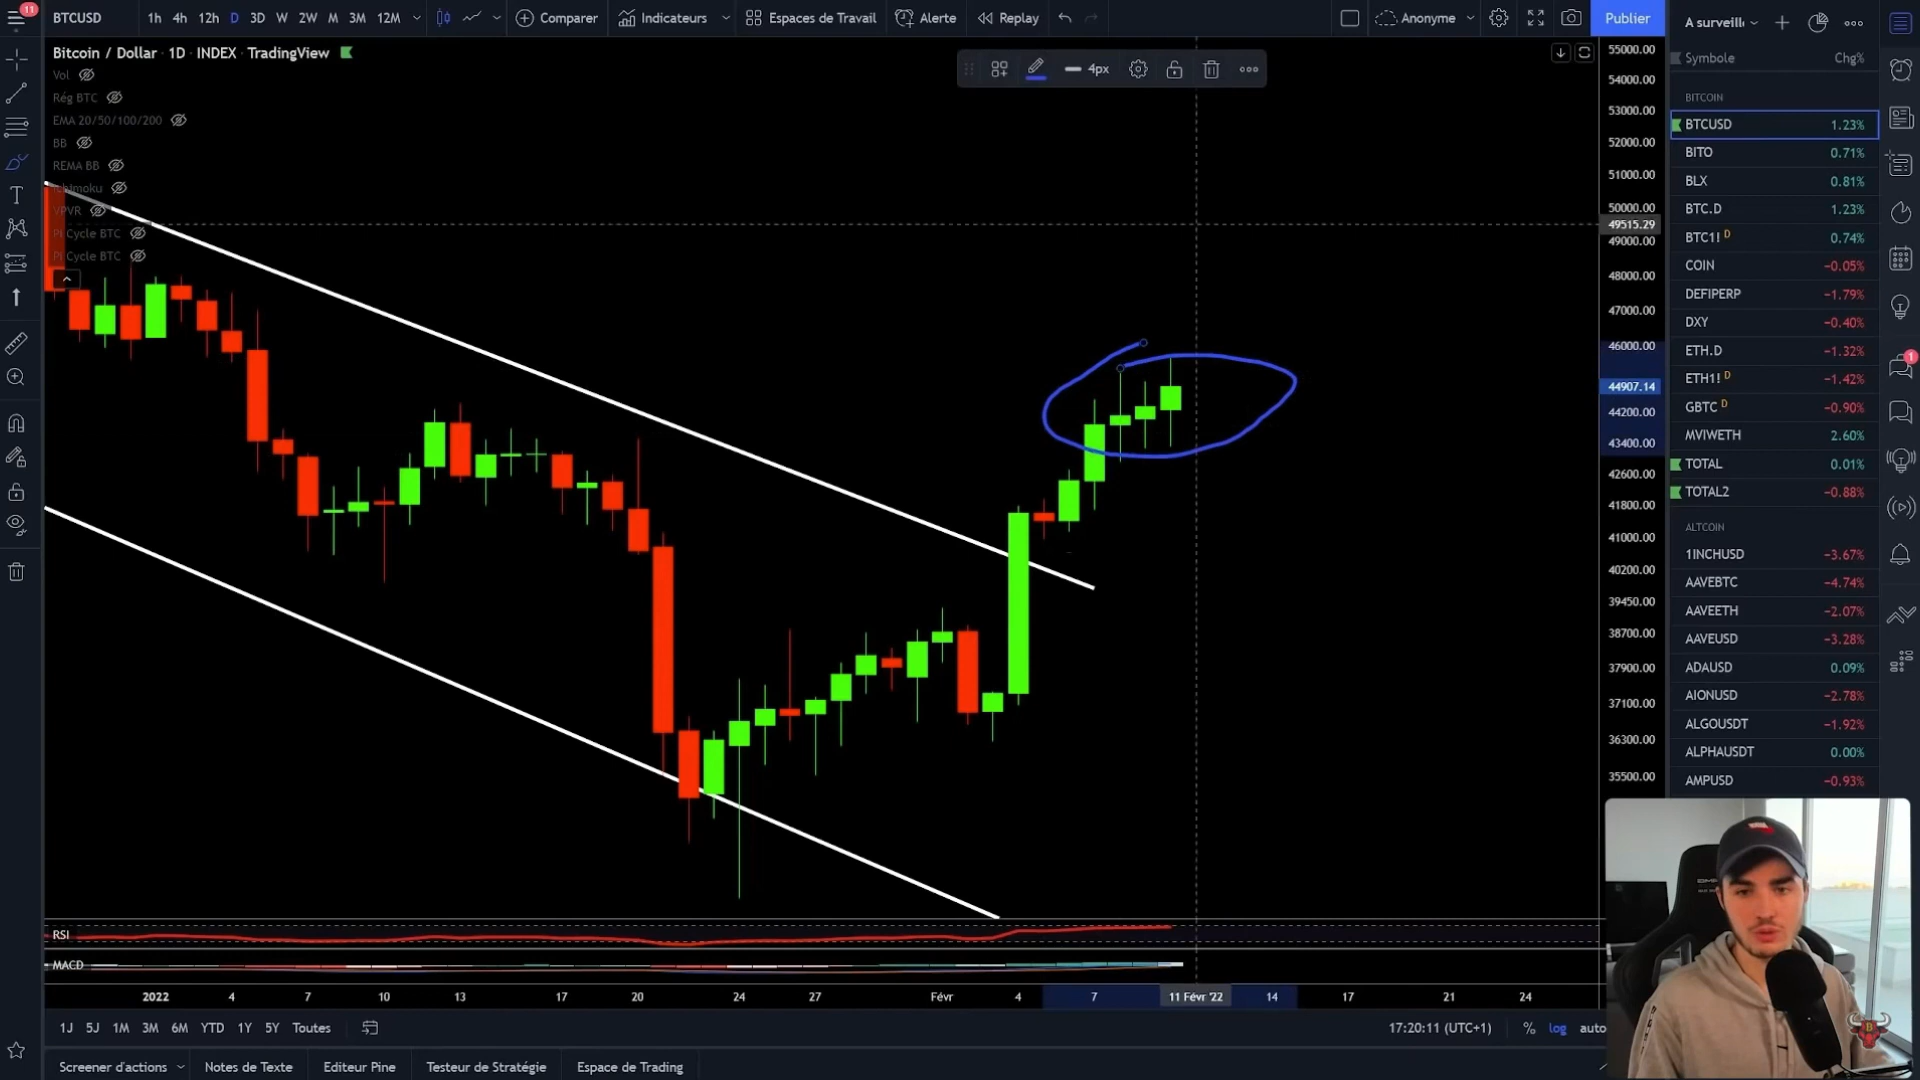 11
BTCUSD
1h 4h 12h D 3D W 2W M 3M 12M
Comparer
Indicateurs
Espaces de Travail
Alerte
Replay
Anonyme
Publier
A surveill
Bitcoin / Dollar · 1D · INDEX · TradingView
Vol
Rég BTC
EMA 20/50/100/200
BB
REMA BB
Ichimoku
VPVR
Pi Cycle BTC
Pi Cycle BTC
4px
55000.00
54000.00
53000.00
52000.00
51000.00
50000.00
49515.29
49000.00
48000.00
47000.00
46000.00
44907.14
44200.00
43400.00
42600.00
41800.00
41000.00
40200.00
39450.00
38700.00
37900.00
37100.00
36300.00
35500.00
Symbole Chg%
BITCOIN
BTCUSD 1.23%
BITO 0.71%
BLX 0.81%
BTC.D 1.23%
BTC1! D 0.74%
COIN −0.05%
DEFIPERP −1.79%
DXY −0.40%
ETH.D −1.32%
ETH1! D −1.42%
GBTC D −0.90%
MVIWETH 2.60%
TOTAL 0.01%
TOTAL2 −0.88%
ALTCOIN
1INCHUSD −3.67%
AAVEBTC −4.74%
AAVEETH −2.07%
AAVEUSD −3.28%
ADAUSD 0.09%
AIONUSD −2.78%
ALGOUSDT −1.92%
ALPHAUSDT 0.00%
AMPUSD −0.93%
1
RSI
MACD
2022 4 7 10 13 17 20 24 27 Févr 4 7 11 Févr '22 14 17 21 24
1J 5J 1M 3M 6M YTD 1Y 5Y Toutes
17:20:11 (UTC+1) % log auto
Screener d'actions
Notes de Texte
Editeur Pine
Testeur de Stratégie
Espace de Trading